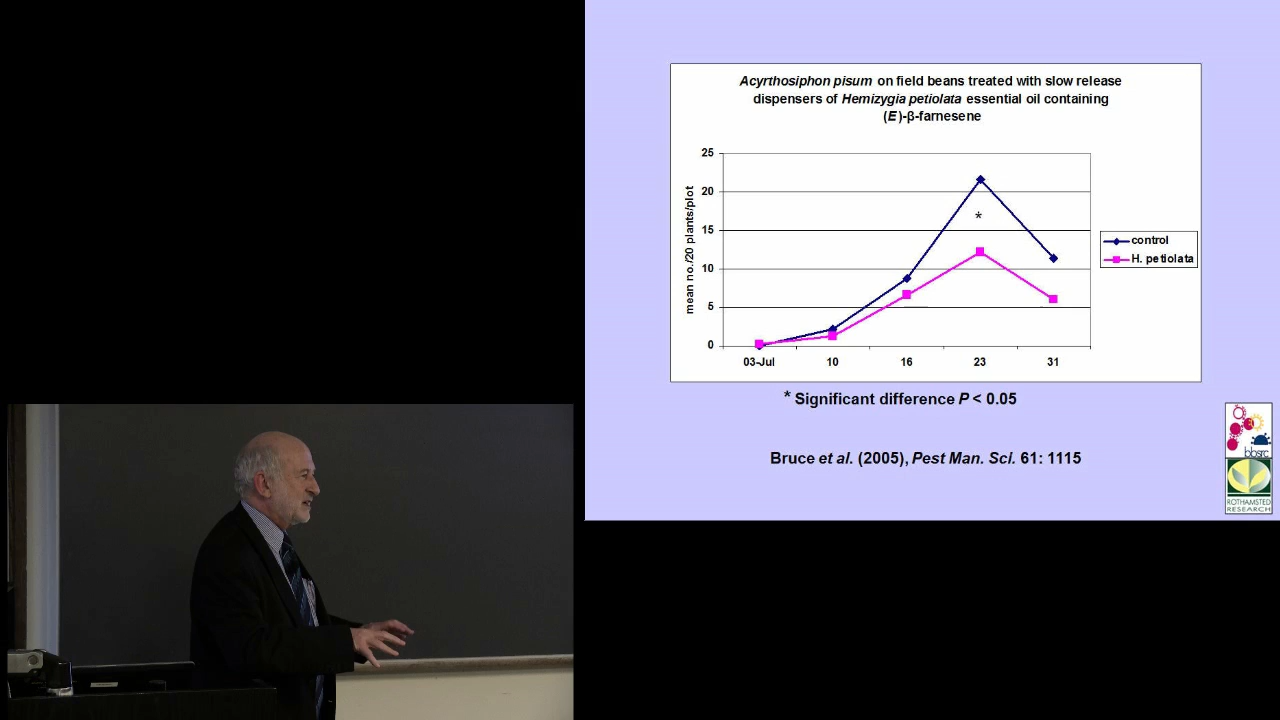 Acyrthosiphon pisum on field beans treated with slow release
dispensers of Hemizygia petiolata essential oil containing
(E)-β-farnesene
25
20
15
10
5
0
mean no./20 plants/plot
*
03-Jul 10 16 23 31
control
H. petiolata
* Significant difference P < 0.05
Bruce et al. (2005), Pest Man. Sci. 61: 1115
bbsrc
ROTHAMSTED
RESEARCH